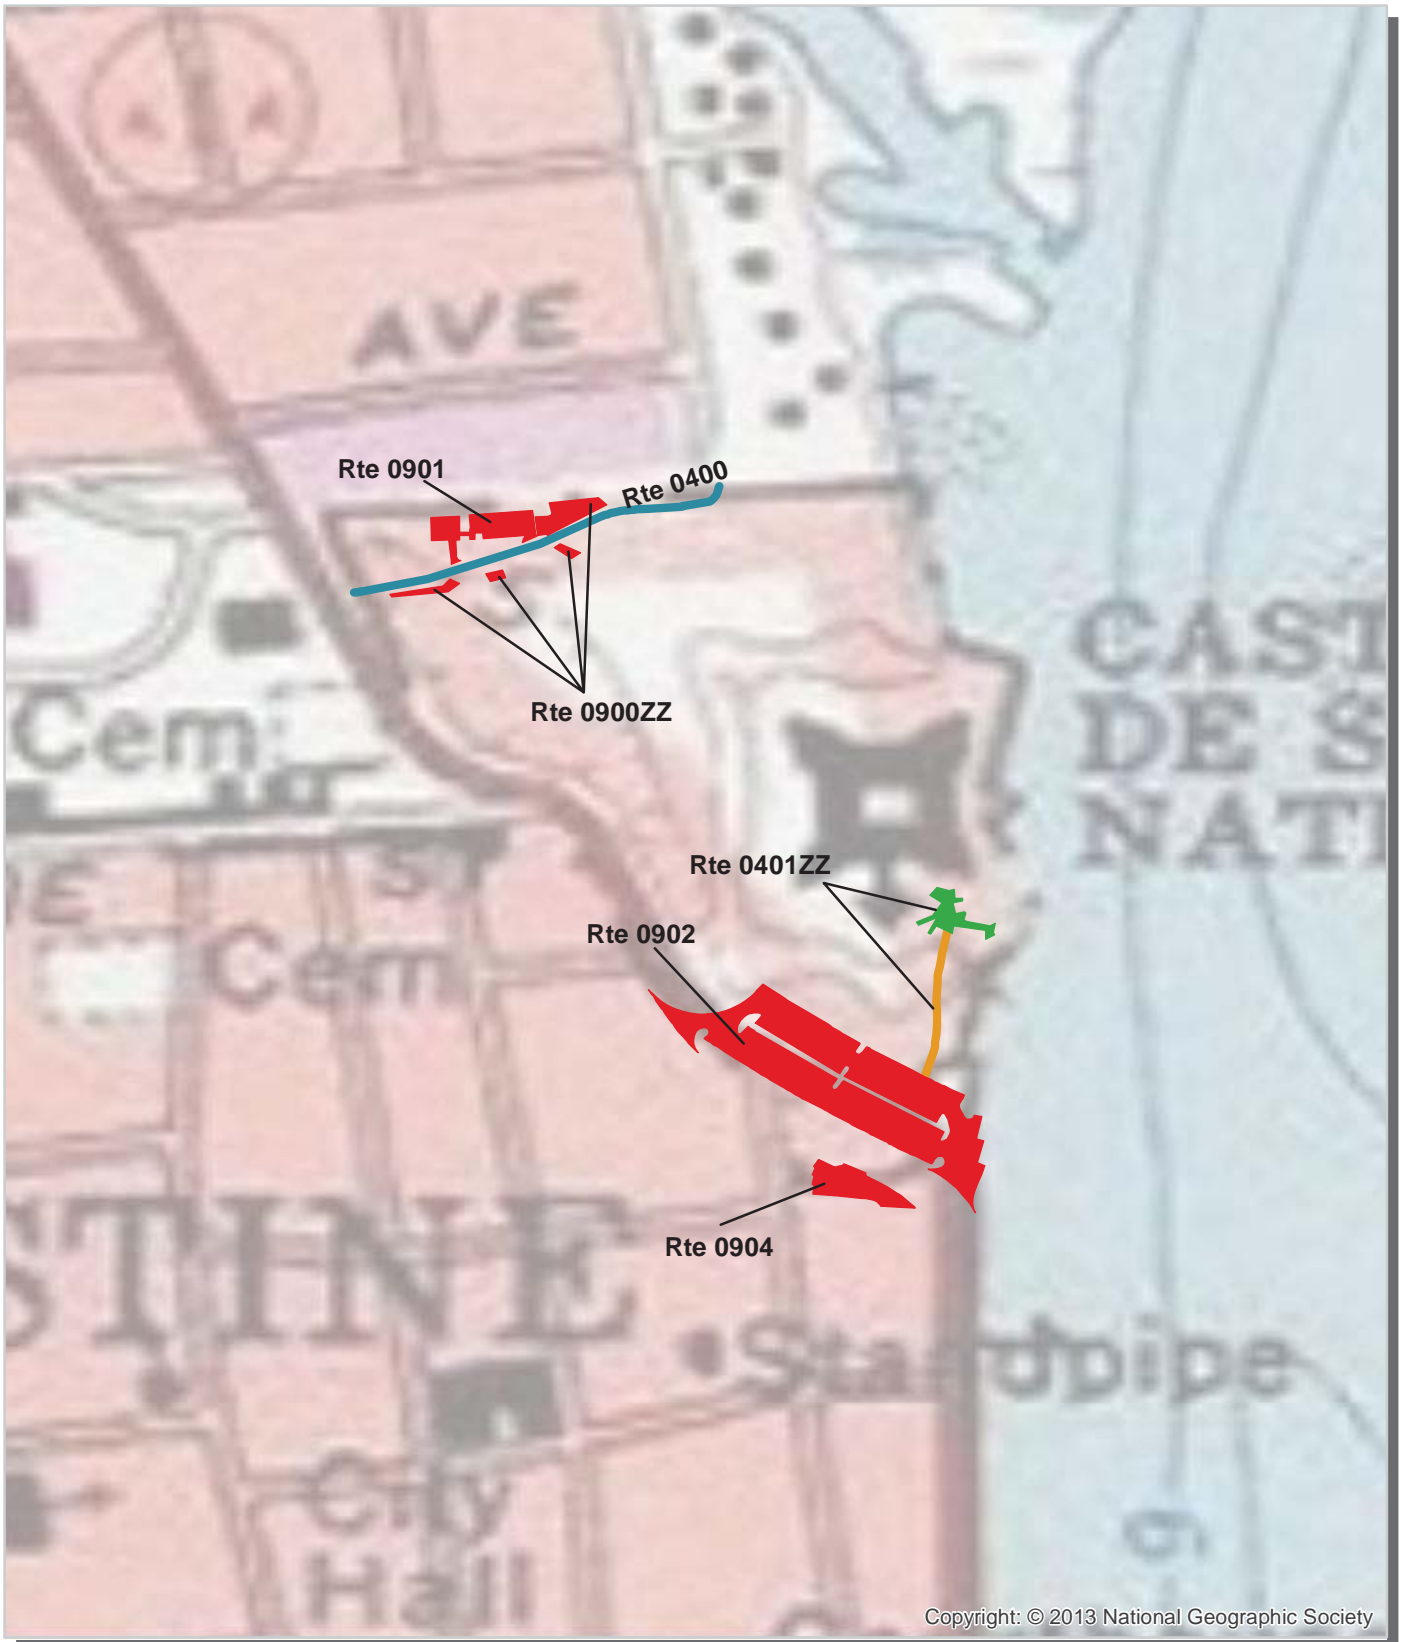 AVE
Rte 0901
Rte 0400
CAST
Rte 0900ZZ
DE S
Cem
NATI
ST
Rte 0401ZZ
Rte 0902
Cem
STINE
Rte 0904
Standpipe
City
Hall
6
Copyright: © 2013 National Geographic Society